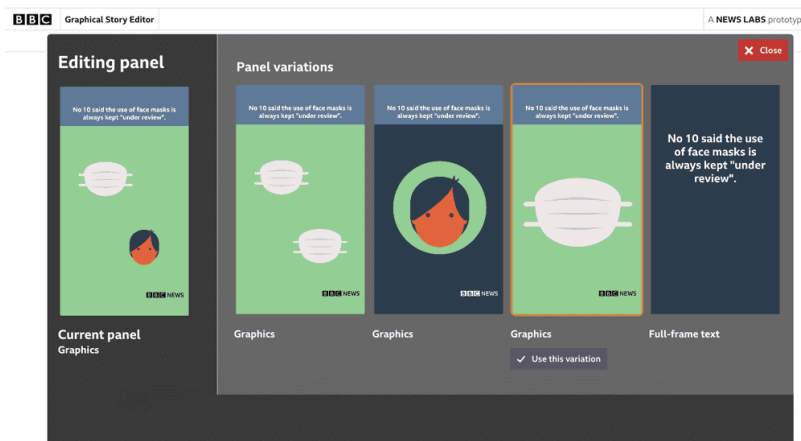 BBC Graphical Story Editor
A NEWS LABS prototyp
Close
Editing panel
No 10 said the use of face masks is
always kept "under review".
BBC NEWS
Current panel
Graphics
Panel variations
No 10 said the use of face masks is
always kept "under review".
BBC NEWS
Graphics
No 10 said the use of face masks is
always kept "under review".
BBC NEWS
Graphics
No 10 said the use of face masks is
always kept "under review".
BBC NEWS
Graphics
Use this variation
No 10 said the use
of face masks is
always kept "under
review".
Full-frame text